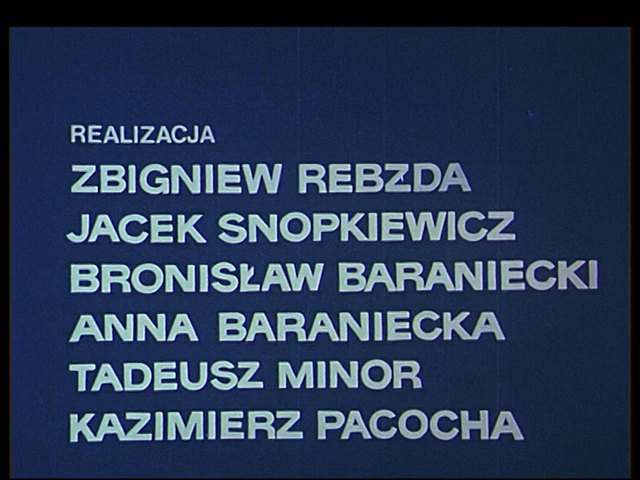 REALIZACJA
ZBIGNIEW REBZDA
JACEK SNOPKIEWICZ
BRONISŁAW BARANIECKI
ANNA BARANIECKA
TADEUSZ MINOR
KAZIMIERZ PACOCHA